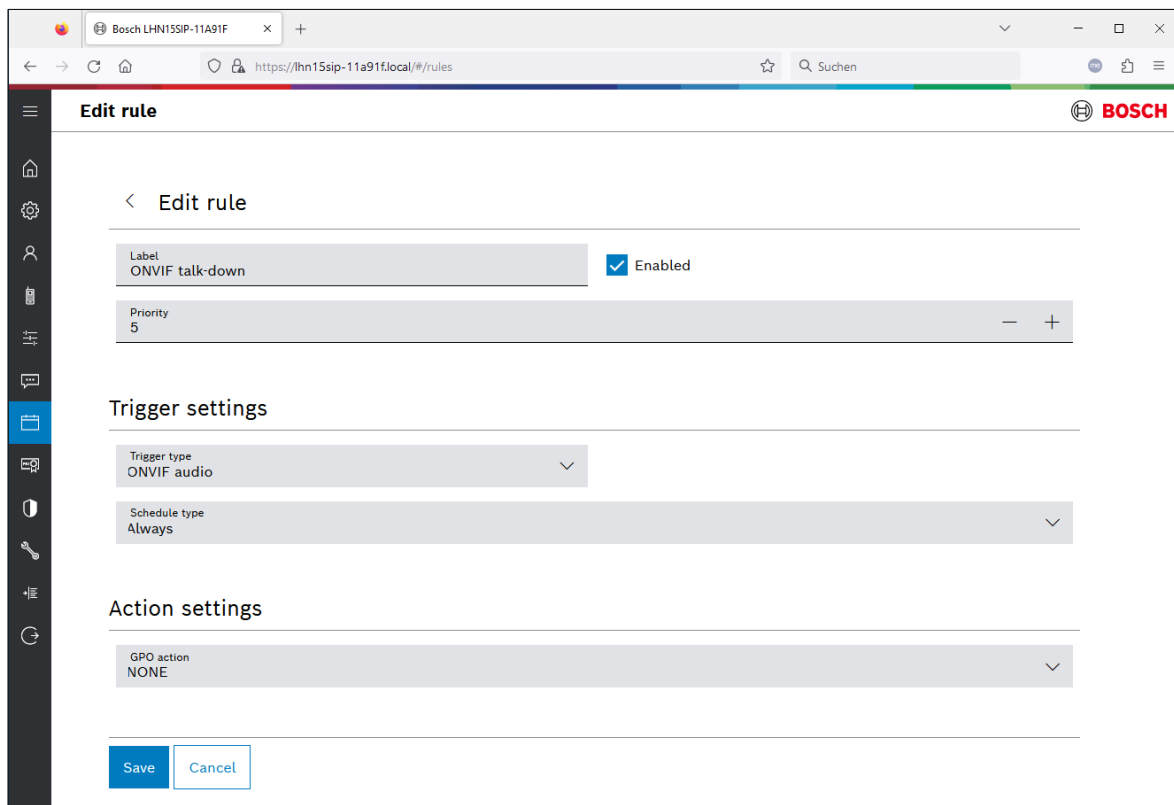 Bosch LHN15SIP-11A91F
https://lhn15sip-11a91f.local/#/rules
Suchen
me
Edit rule
BOSCH
Edit rule
Label
ONVIF talk-down
Enabled
Priority
5
Trigger settings
Trigger type
ONVIF audio
Schedule type
Always
Action settings
GPO action
NONE
Save Cancel